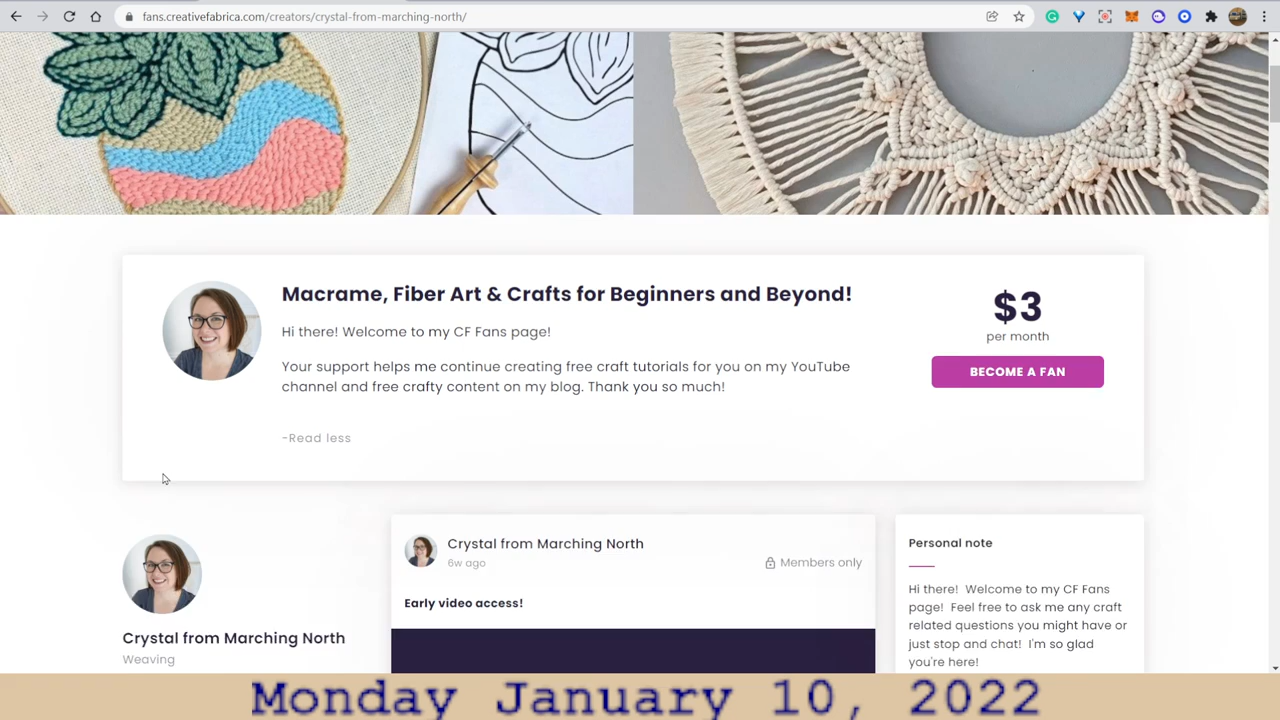 fans.creativefabrica.com/creators/crystal-from-marching-north/
Macrame, Fiber Art & Crafts for Beginners and Beyond!
Hi there! Welcome to my CF Fans page!
Your support helps me continue creating free craft tutorials for you on my YouTube
channel and free crafty content on my blog. Thank you so much!
-Read less
$3
per month
BECOME A FAN
Crystal from Marching North
Weaving
Crystal from Marching North
6w ago
Members only
Early video access!
Personal note
Hi there! Welcome to my CF Fans
page! Feel free to ask me any craft
related questions you might have or
just stop and chat! I'm so glad
you're here!
Monday January 10, 2022